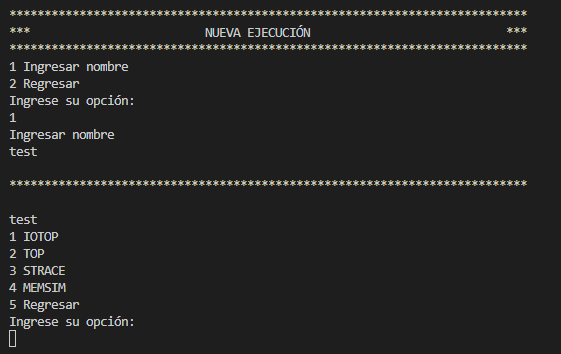 **************************************************************************
***                         NUEVA EJECUCIÓN                            ***
**************************************************************************
1 Ingresar nombre
2 Regresar
Ingrese su opción:
1
Ingresar nombre
test
**************************************************************************
test
1 IOTOP
2 TOP
3 STRACE
4 MEMSIM
5 Regresar
Ingrese su opción: